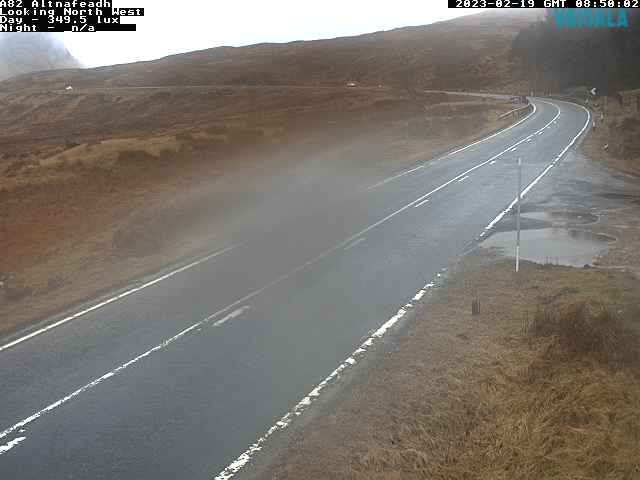 A82 Altnafeadh
Looking North West
Day - 349.5 lux
Night - n/a
2023-02-19 GMT 08:50:02
VAISALA